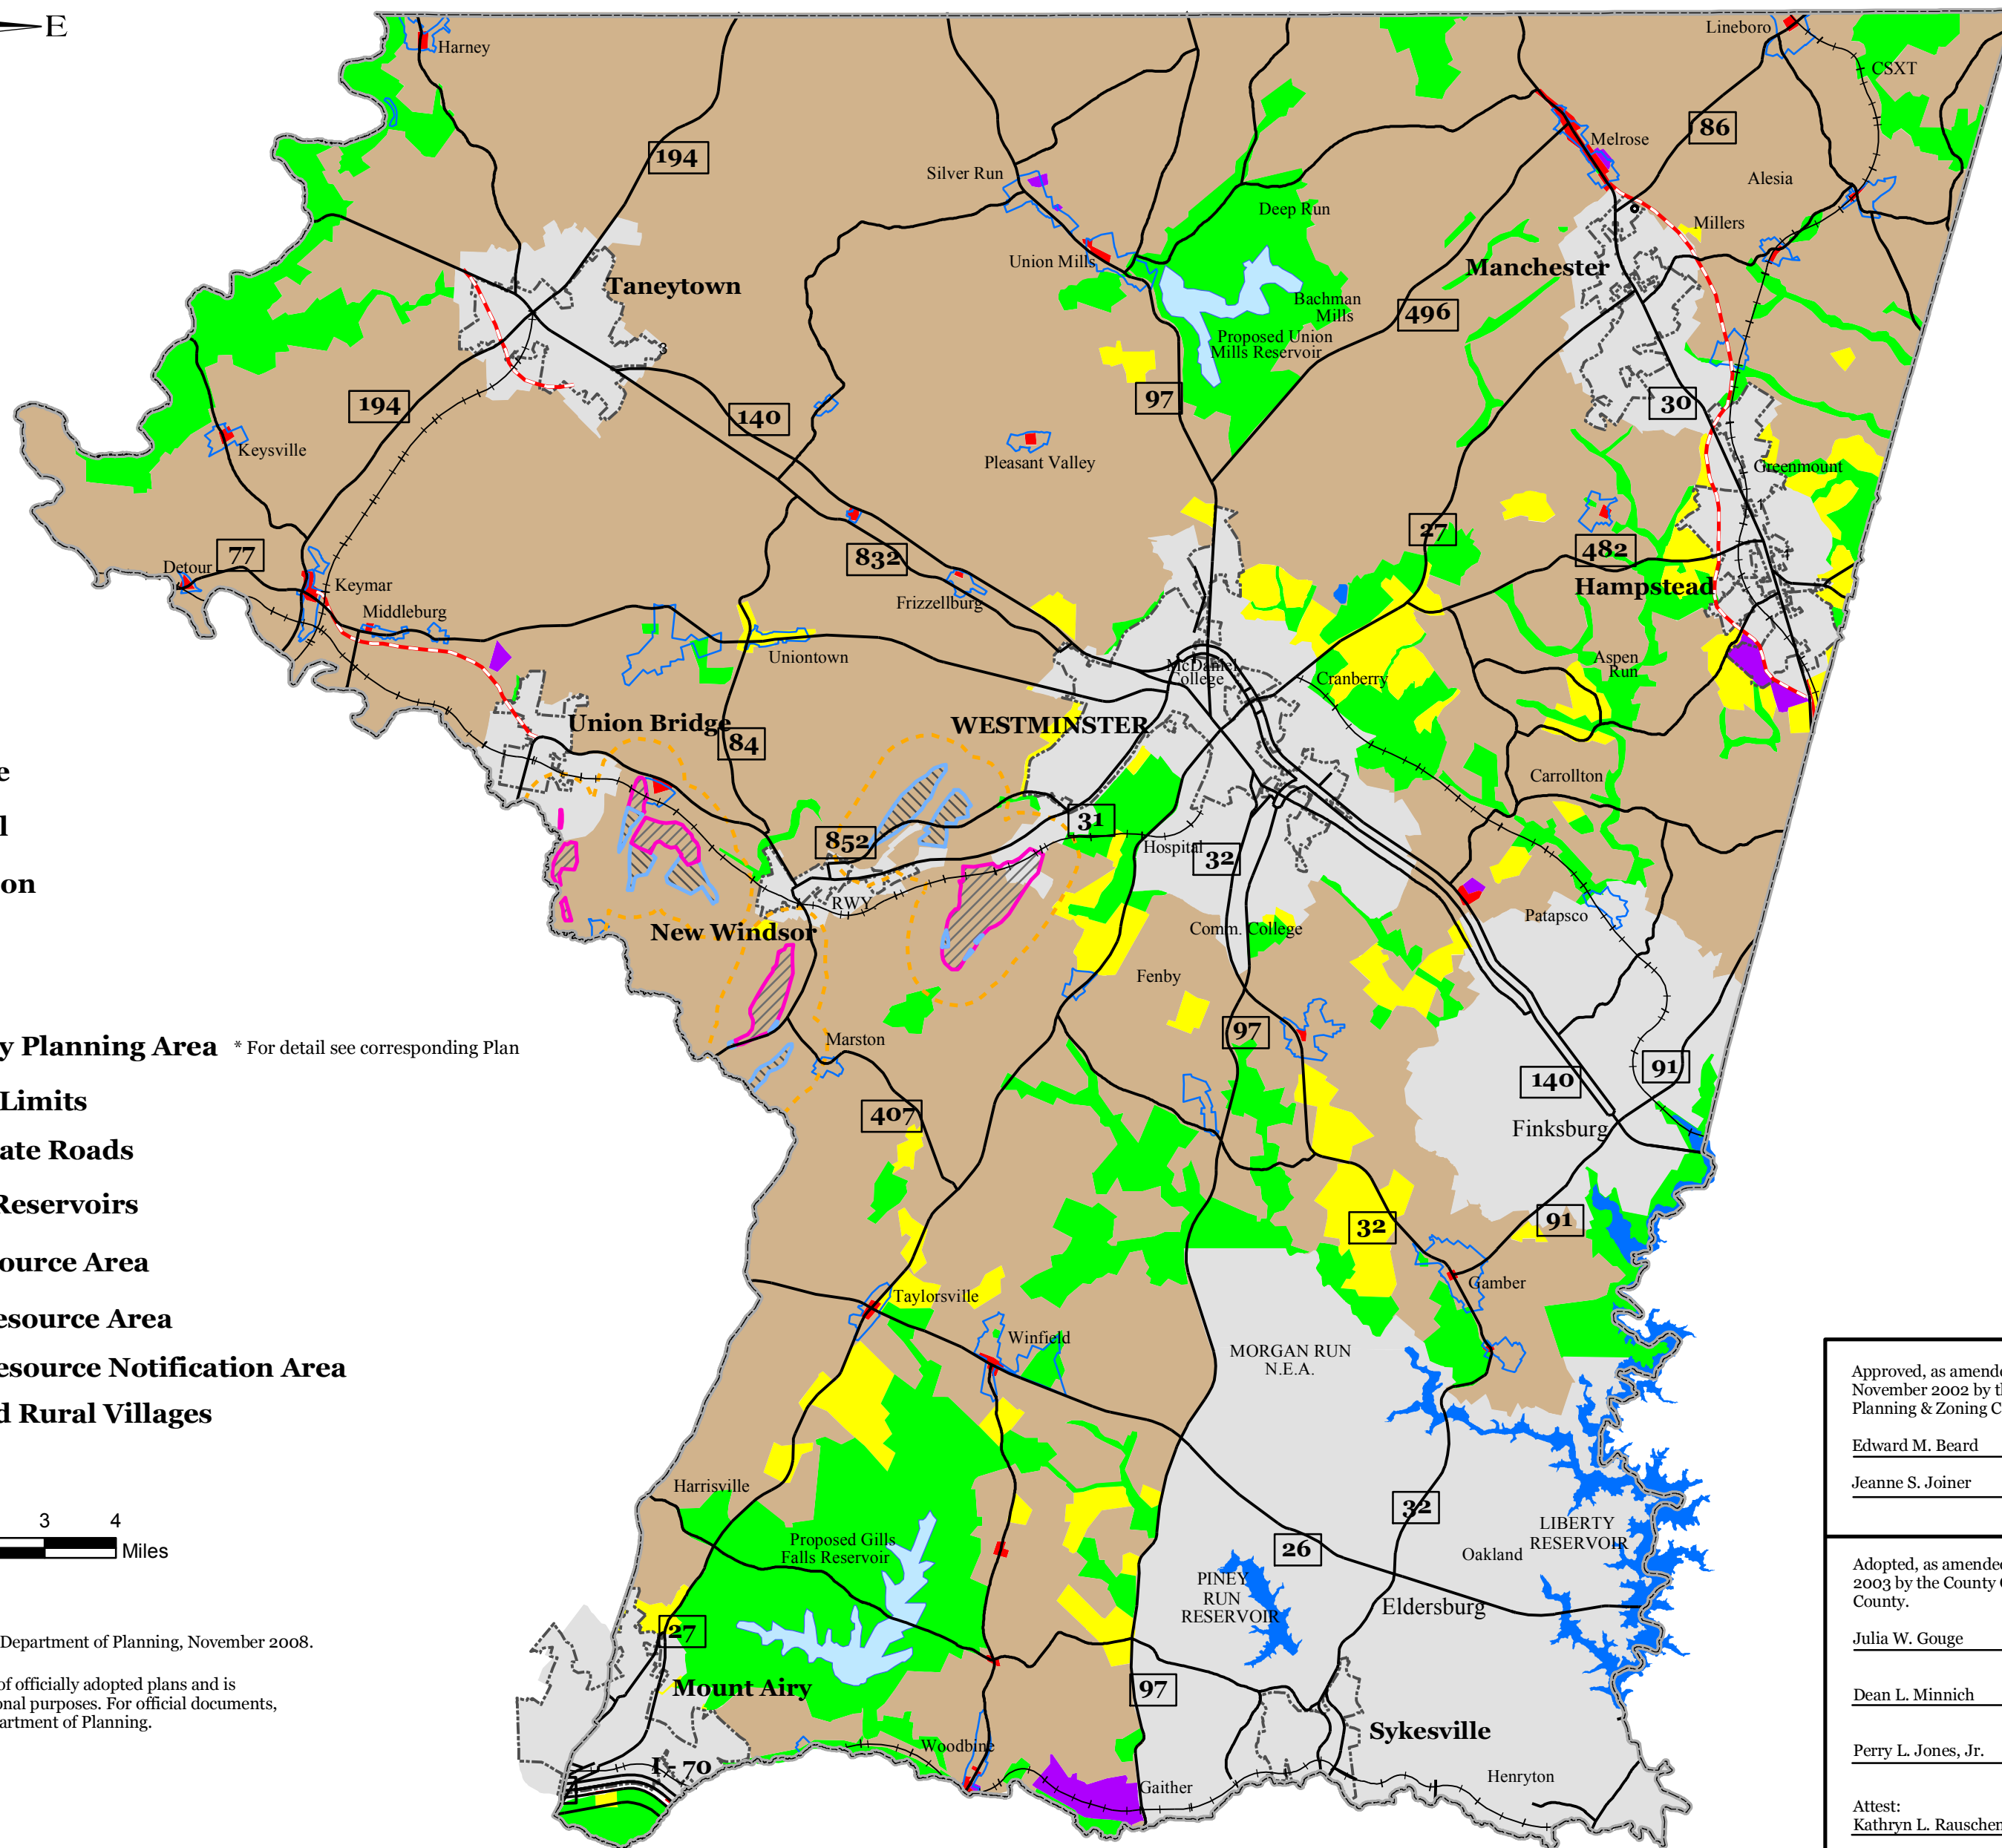 E
Harney
Lineboro
CSXT
194
86
Melrose
Silver Run
Alesia
Deep Run
Millers
Union Mills
Manchester
Taneytown
Bachman
Mills
496
Proposed Union
Mills Reservoir
3
194
140
97
30
Keysville
Pleasant Valley
Greenmount
27
77
832
482
Detour
Keymar
Hampstead
Frizzellburg
Middleburg
Uniontown
Aspen
Run
McDaniel
College
Cranberry
Union Bridge
WESTMINSTER
84
Carrollton
31
852
Hospital
32
RWY
Patapsco
New Windsor
Comm. College
Fenby
97
Marston
y Planning Area * For detail see corresponding Plan
140
91
Limits
407
Finksburg
ate Roads
Reservoirs
32
91
ource Area
Gamber
Taylorsville
esource Area
Winfield
MORGAN RUN
N.E.A.
esource Notification Area
d Rural Villages
e
l
on
Harrisville
3 4
Miles
Proposed Gills
Falls Reservoir
32
26
LIBERTY
RESERVOIR
Oakland
PINEY
RUN
RESERVOIR
Eldersburg
27
Department of Planning, November 2008.
of officially adopted plans and is
onal purposes. For official documents,
artment of Planning.
Mount Airy
97
Sykesville
Woodbine
I - 70
Gaither
Henryton
Approved, as amende
November 2002 by th
Planning & Zoning C
Edward M. Beard
Jeanne S. Joiner
Adopted, as amended
2003 by the County C
County.
Julia W. Gouge
Dean L. Minnich
Perry L. Jones, Jr.
Attest:
Kathryn L. Rauschen